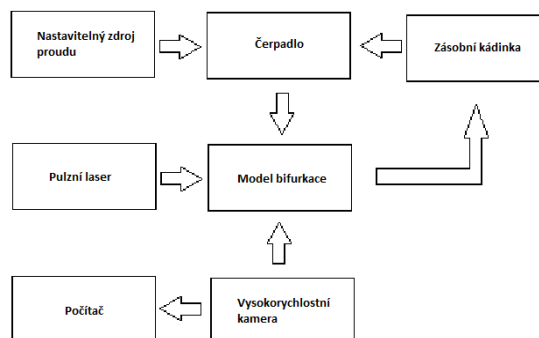 Nastavitelný zdroj
proudu
Čerpadlo
Zásobní kádinka
Pulzní laser
Model bifurkace
Počítač
Vysokorychlostní
kamera